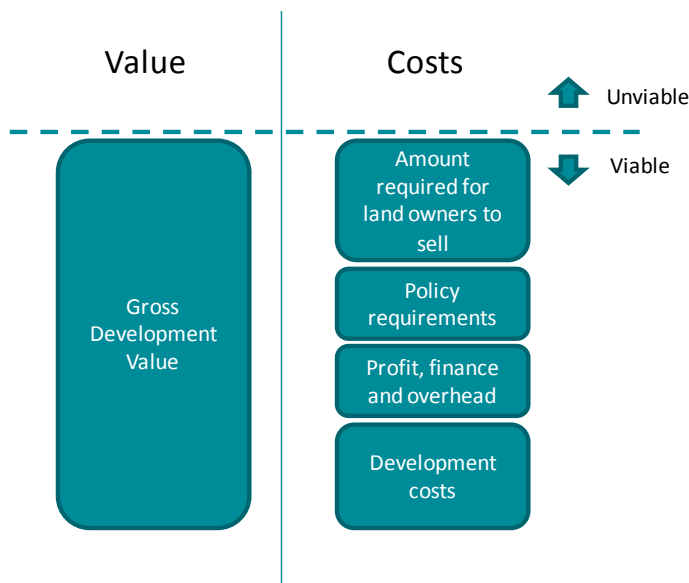 Value
Costs
Unviable
Viable
Gross
Development
Value
Amount
required for
land owners to
sell
Policy
requirements
Profit, finance
and overhead
Development
costs